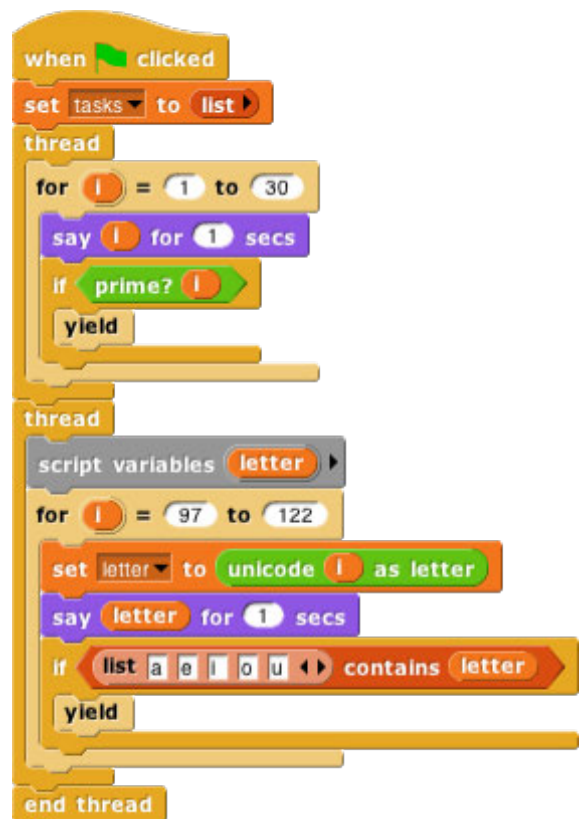 when clicked
set tasks to list
thread
for i = 1 to 30
say i for 1 secs
if prime? i
yield
thread
script variables letter
for i = 97 to 122
set letter to unicode i as letter
say letter for 1 secs
if list a e i o u contains letter
yield
end thread